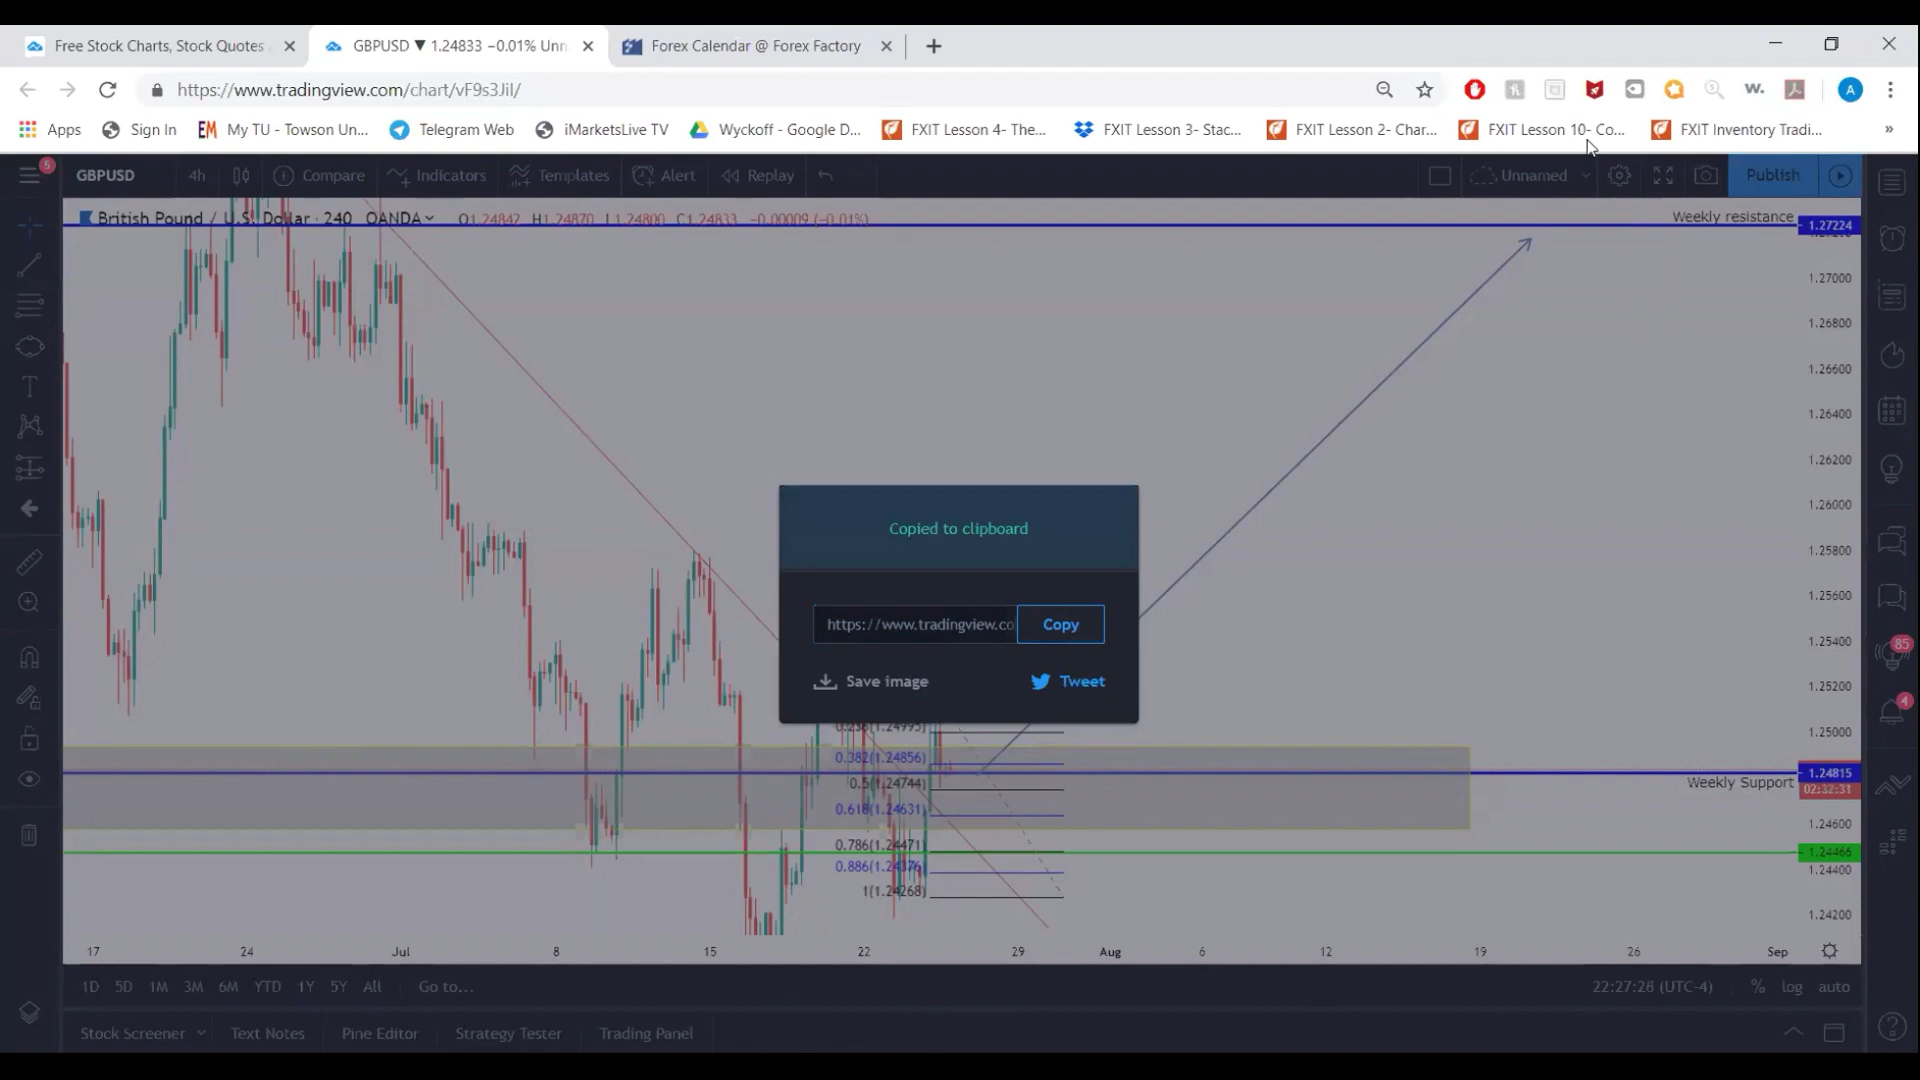 Free Stock Charts, Stock Quotes
GBPUSD ▼ 1.24833 −0.01% Unn
Forex Calendar @ Forex Factory
https://www.tradingview.com/chart/vF9s3JiI/
Apps
Sign In
EM My TU - Towson Un...
Telegram Web
iMarketsLive TV
Wyckoff - Google D...
FXIT Lesson 4- The...
FXIT Lesson 3- Stac...
FXIT Lesson 2- Char...
FXIT Lesson 10- Co...
FXIT Inventory Tradi...
»
5
GBPUSD
4h
Compare
Indicators
Templates
Alert
Replay
Unnamed
Publish
British Pound / U.S. Dollar · 240 OANDA
O1.24842 H1.24870 L1.24800 C1.24833 −0.00009 (−0.01%)
Weekly resistance
1.27224
1.27000
1.26800
1.26600
1.26400
1.26200
1.26000
1.25800
1.25600
1.25400
1.25200
1.25000
1.24815
02:32:31
1.24600
1.24466
1.24400
1.24200
Copied to clipboard
https://www.tradingview.co
Copy
Save image
Tweet
0.382(1.24856)
0.5(1.24744)
0.618(1.24631)
0.786(1.24471)
0.886(1.24376)
1(1.24268)
Weekly Support
85
4
17 24 Jul 8 15 22 29 Aug 6 12 19 26 Sep
1D 5D 1M 3M 6M YTD 1Y 5Y All Go to...
22:27:28 (UTC-4) % log auto
Stock Screener
Text Notes
Pine Editor
Strategy Tester
Trading Panel